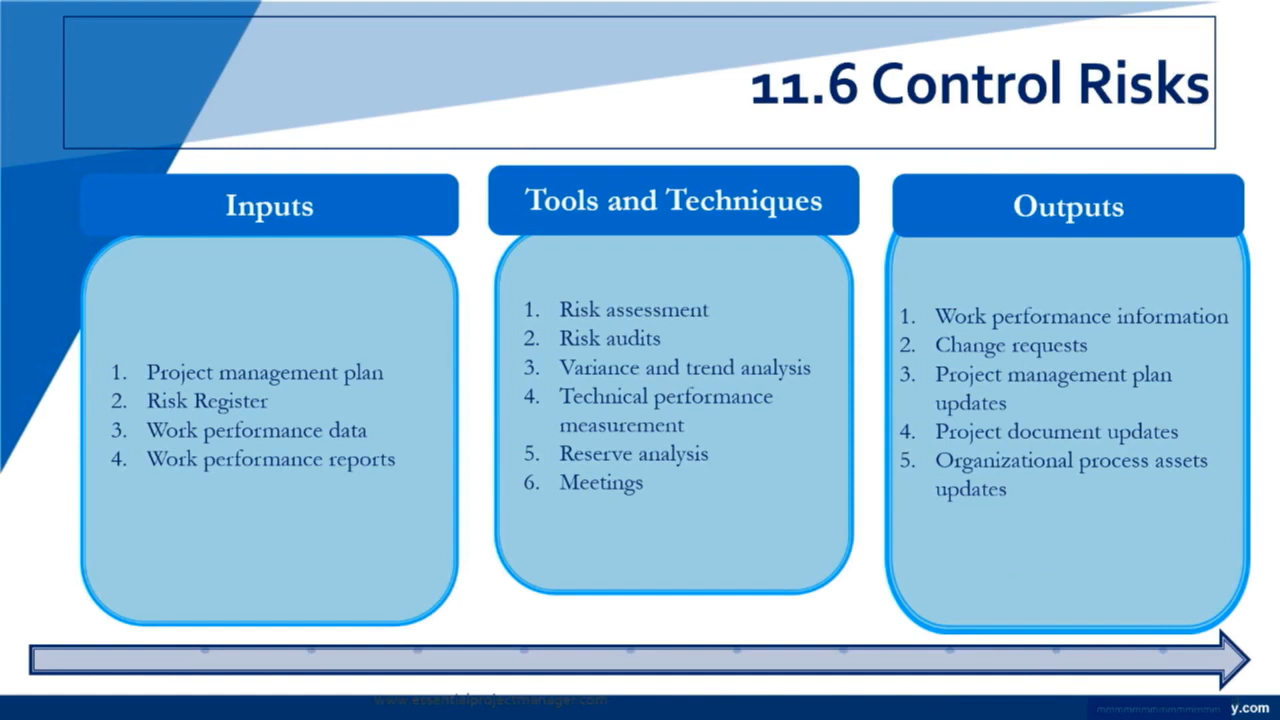 11.6 Control Risks
Inputs
1. Project management plan
2. Risk Register
3. Work performance data
4. Work performance reports
Tools and Techniques
1. Risk assessment
2. Risk audits
3. Variance and trend analysis
4. Technical performance
measurement
5. Reserve analysis
6. Meetings
Outputs
1. Work performance information
2. Change requests
3. Project management plan
updates
4. Project document updates
5. Organizational process assets
updates
www.essentialprojectmanager.com
y.com